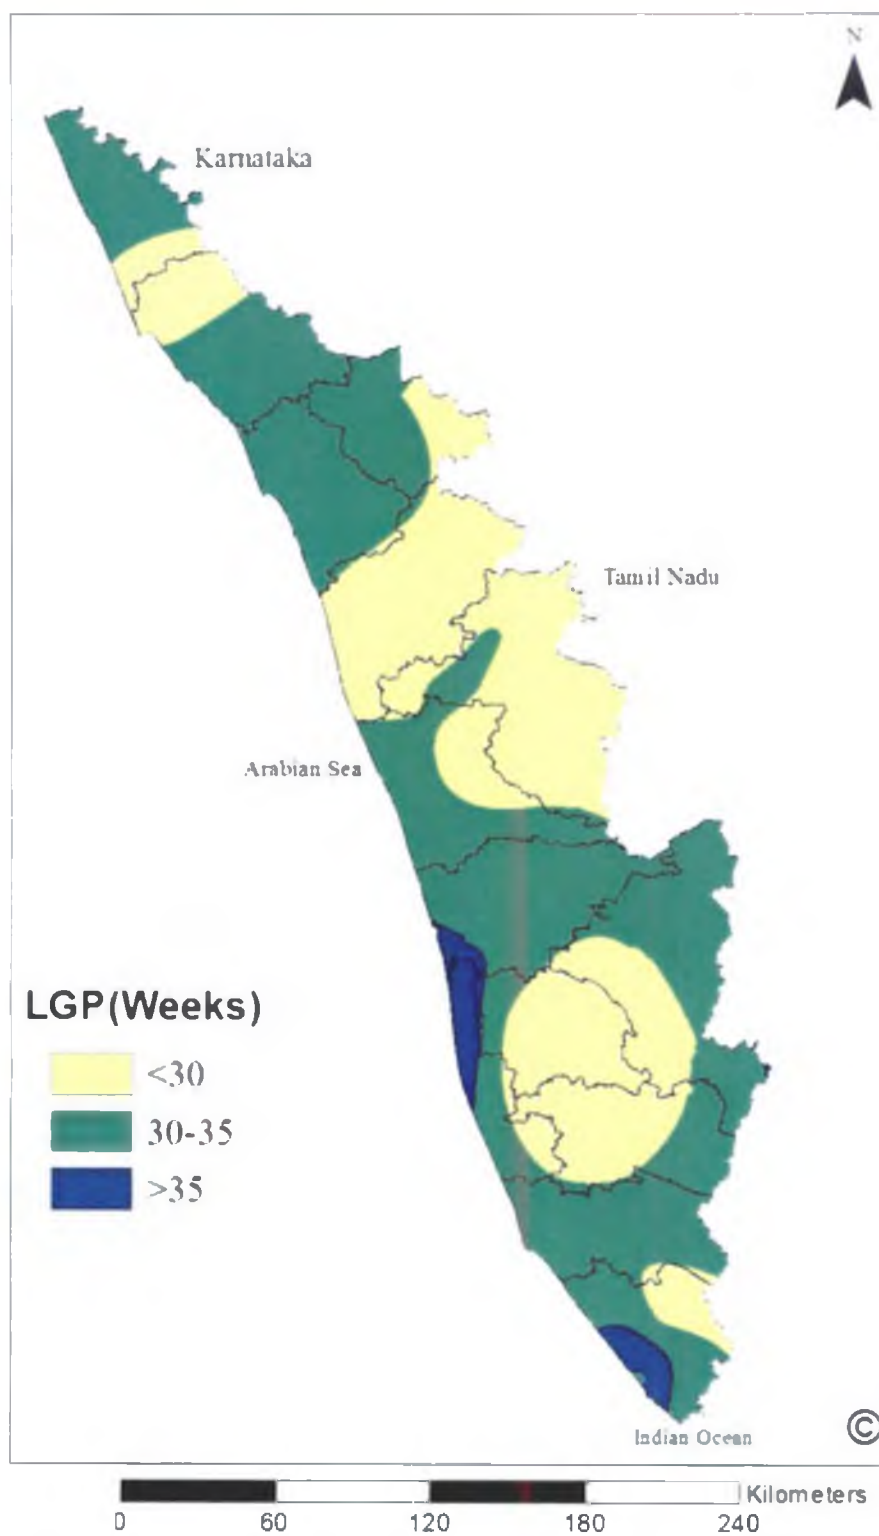 N
Karnataka
Tamil Nadu
Arabian Sea
LGP(Weeks)
<30
30-35
>35
Indian Ocean
©
Kilometers
0 60 120 180 240